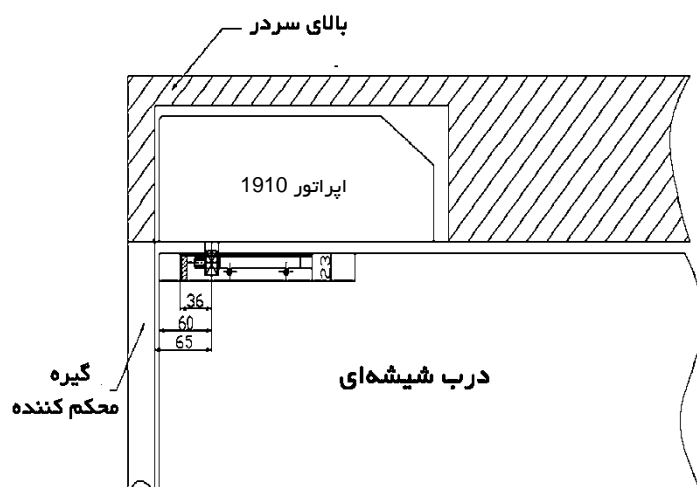 بالای سردر
اپراتور 1910
23
36
60
65
درب شیشه‌ای
گیره
محکم کننده